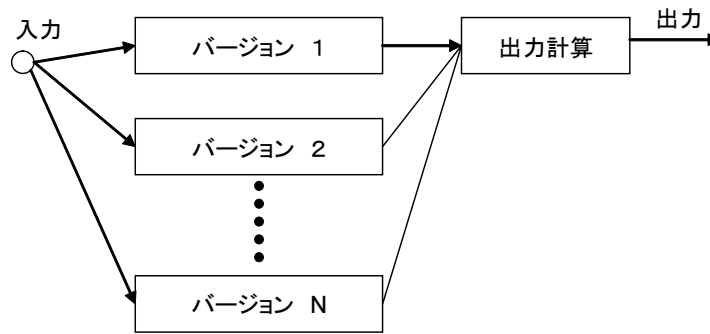 入力
バージョン　１
出力計算
出力
バージョン　２
バージョン　Ｎ